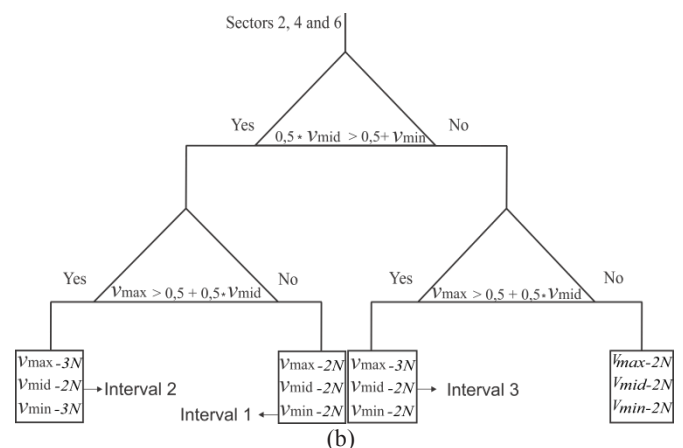 Sectors 2, 4 and 6
Yes
No
0,5 * vmid > 0,5+ vmin
Yes
No
Yes
No
vmax > 0,5 + 0,5*vmid
vmax > 0,5 + 0,5*vmid
vmax -3N
vmid -2N
vmin -3N
Interval 2
Interval 1
vmax -2N
vmid -2N
vmin -2N
vmax -3N
vmid -2N
vmin -2N
Interval 3
Vmax-2N
Vmid-2N
Vmin-2N
(b)